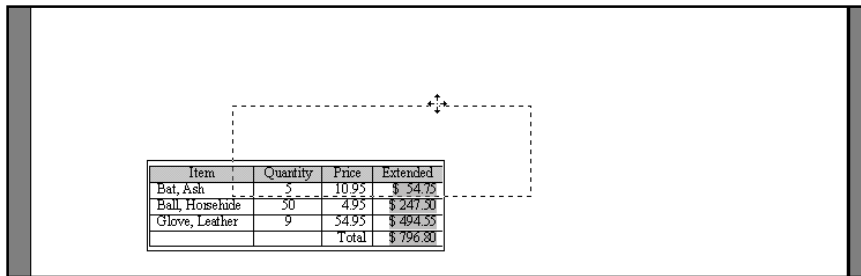 Item Quantity Price Extended
Bat, Ash 5 10.95 $ 54.75
Ball, Horsehide 50 4.95 $ 247.50
Glove, Leather 9 54.95 $ 494.55
Total $ 796.80